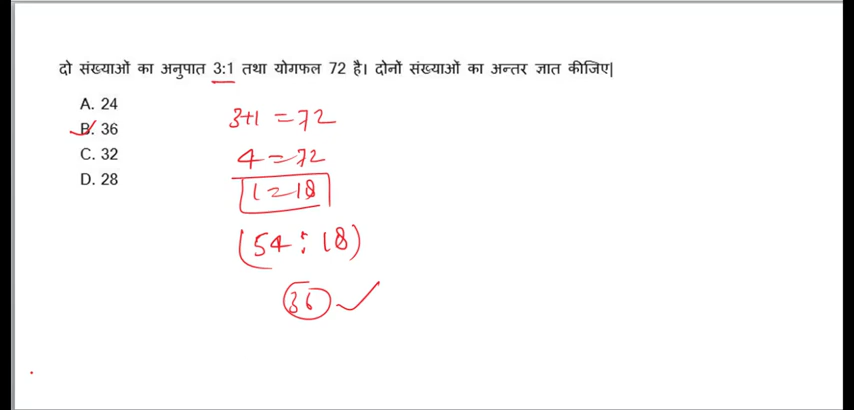 दो संख्याओं का अनुपात 3:1 तथा योगफल 72 है। दोनों संख्याओं का अन्तर ज्ञात कीजिए|
A. 24
B. 36
C. 32
D. 28
3+1 = 72
4 = 72
1 = 18
(54 : 18)
36